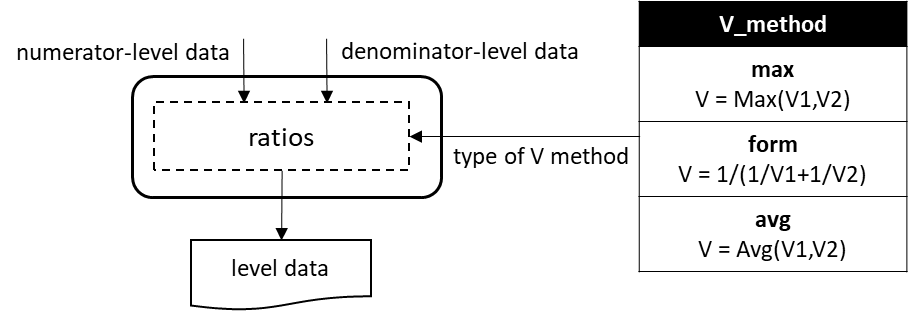 numerator-level data
denominator-level data
ratios
type of V method
level data
V_method
max
V = Max(V1,V2)
form
V = 1/(1/V1+1/V2)
avg
V = Avg(V1,V2)